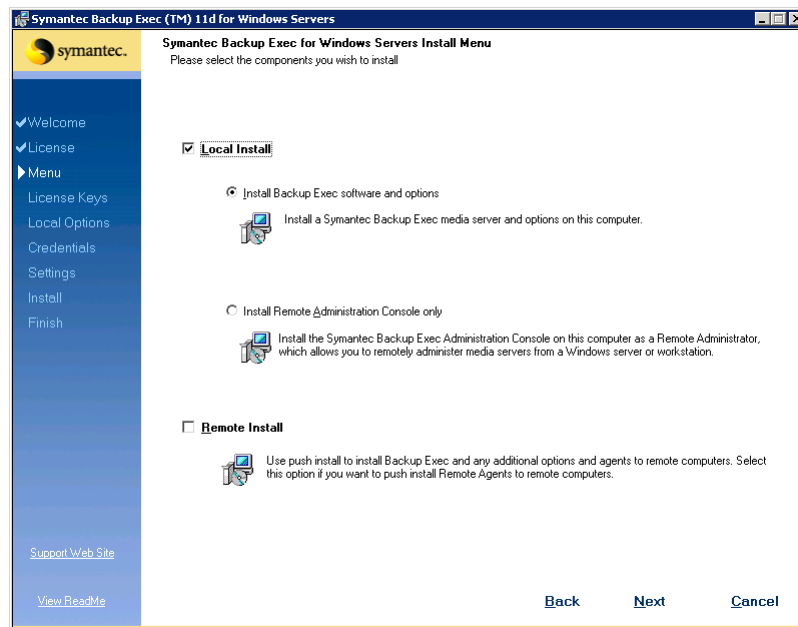 Symantec Backup Exec (TM) 11d for Windows Servers
symantec.
Symantec Backup Exec for Windows Servers Install Menu
Please select the components you wish to install
Welcome
License
Menu
License Keys
Local Options
Credentials
Settings
Install
Finish
Support Web Site
View ReadMe
Local Install
Install Backup Exec software and options
Install a Symantec Backup Exec media server and options on this computer.
Install Remote Administration Console only
Install the Symantec Backup Exec Administration Console on this computer as a Remote Administrator,
which allows you to remotely administer media servers from a Windows server or workstation.
Remote Install
Use push install to install Backup Exec and any additional options and agents to remote computers. Select
this option if you want to push install Remote Agents to remote computers.
Back Next Cancel